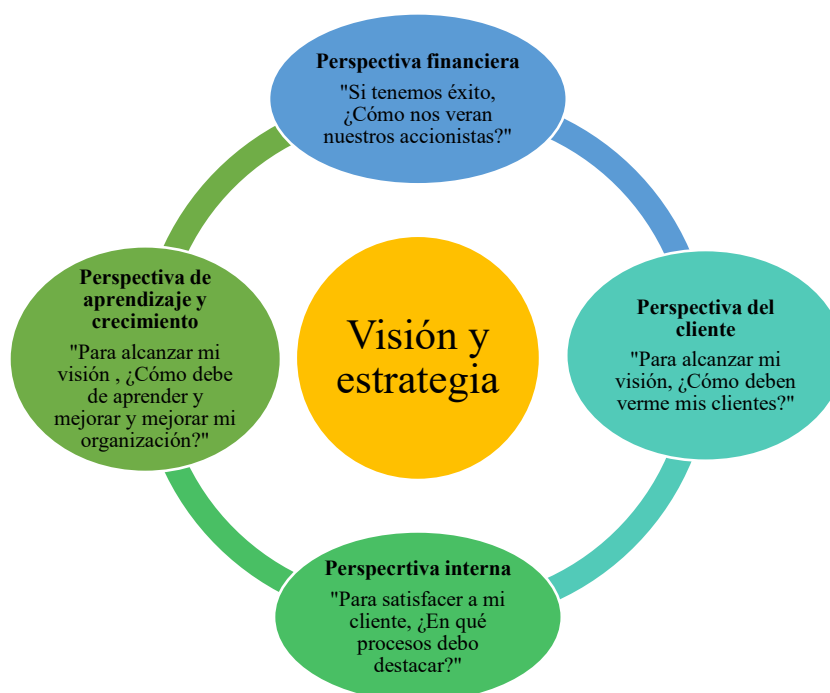 Perspectiva financiera
"Si tenemos éxito,
¿Cómo nos veran
nuestros accionistas?"
Perspectiva del
cliente
"Para alcanzar mi
visión, ¿Cómo deben
verme mis clientes?"
Perspecrtiva interna
"Para satisfacer a mi
cliente, ¿En qué
procesos debo
destacar?"
Perspectiva de
aprendizaje y
crecimiento
"Para alcanzar mi
visión , ¿Cómo debe
de aprender y
mejorar y mejorar mi
organización?"
Visión y
estrategia